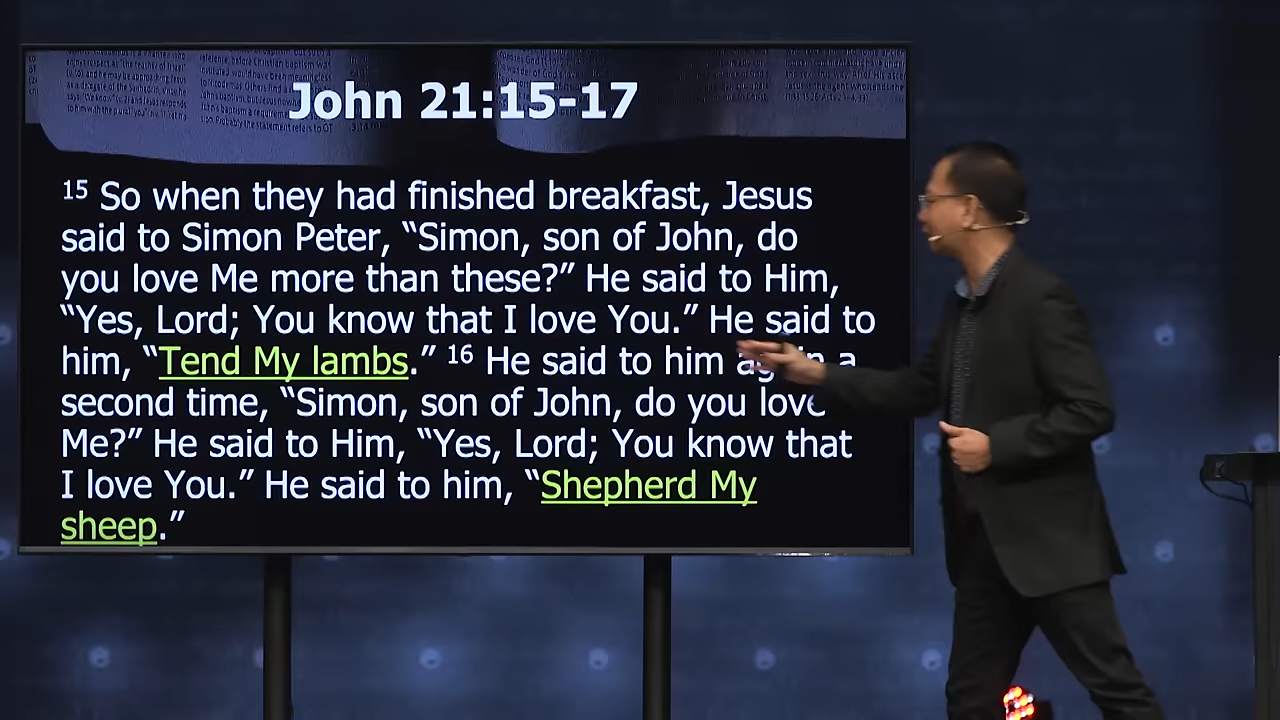 John 21:15-17
15 So when they had finished breakfast, Jesus
said to Simon Peter, “Simon, son of John, do
you love Me more than these?” He said to Him,
“Yes, Lord; You know that I love You.” He said to
him, “Tend My lambs.” 16 He said to him again a
second time, “Simon, son of John, do you love
Me?” He said to Him, “Yes, Lord; You know that
I love You.” He said to him, “Shepherd My
sheep.”